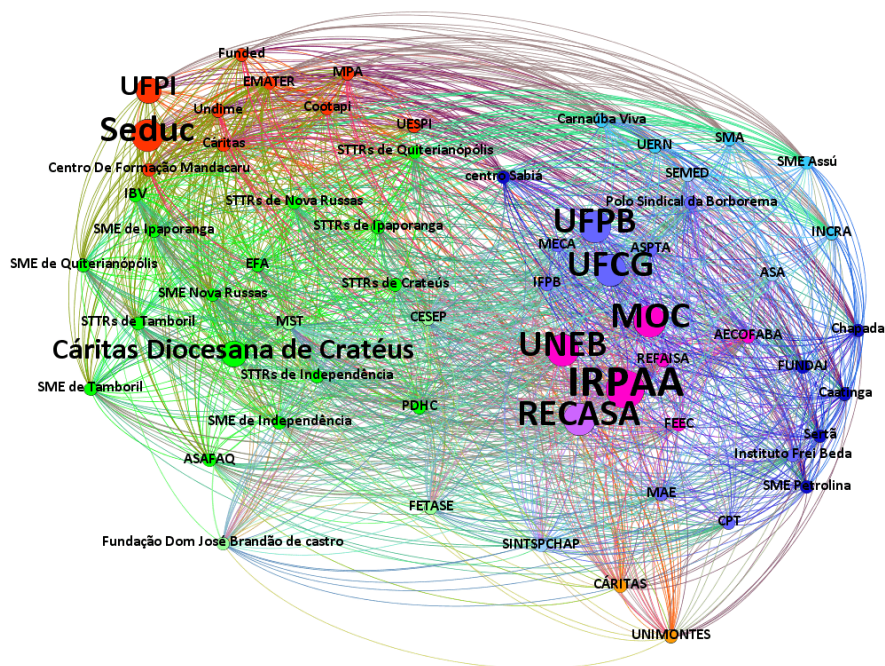 Funded
MPA
UFPI
EMATER
Undime
Cootapi
Seduc
Cáritas
UESPI
Carnaúba Viva
UERN
SMA
STTRs de Quiterianópólis
SME Assú
Centro De Formação Mandacaru
centro Sabiá
SEMED
IBV
STTRs de Nova Russas
Polo Sindical da Borborema
SME de Ipaporanga
STTRs de Ipaporanga
UFPB
INCRA
MECA
ASPTA
SME de Quiterianópolis
EFA
UFCG
ASA
SME Nova Russas
STTRs de Crateús
IFPB
STTRs de Tamboril
MST
CESEP
MOC
Chapada
AECOFABA
Cáritas Diocesana de Cratéus
UNEB
REFAISA
FUNDAJ
STTRs de Independência
SME de Tamboril
IRPAA
Caatinga
PDHC
RECASA
SME de Independência
FEEC
Sertã
Instituto Frei Beda
ASAFAQ
SME Petrolina
MAE
FETASE
CPT
Fundação Dom José Brandão de castro
SINTSPCHAP
CÁRITAS
UNIMONTES